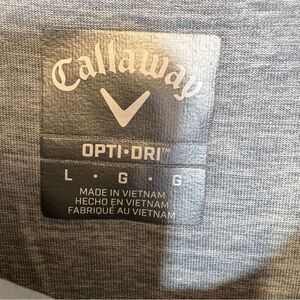 Callaway
OPTI•DRI™
L • G • G
MADE IN VIETNAM
HECHO EN VIETNAM
FABRIQUÉ AU VIETNAM